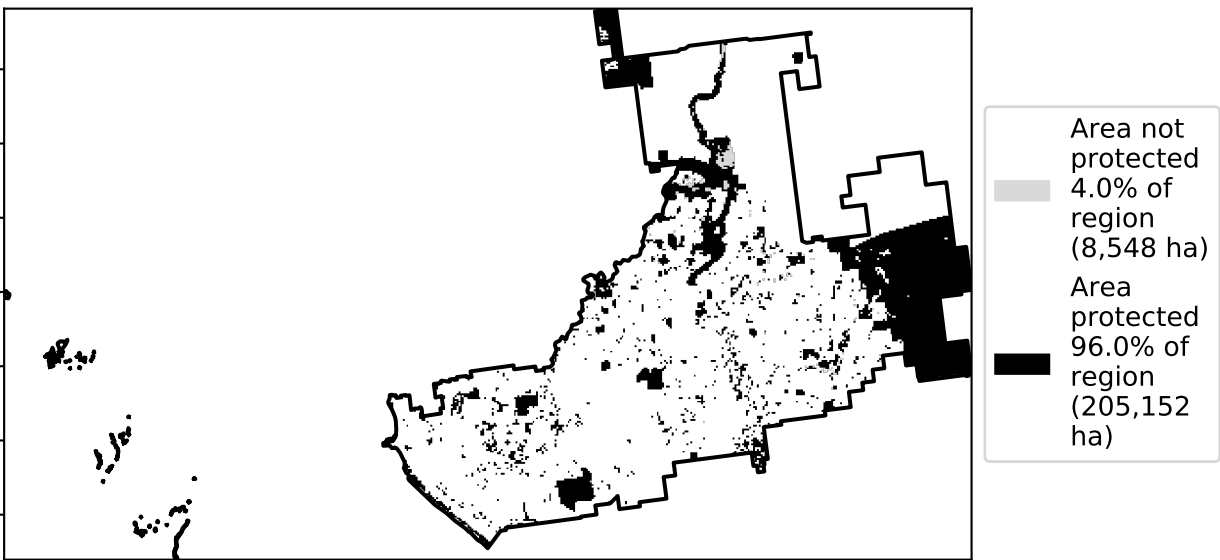 Area not
protected
4.0% of
region
(8,548 ha)
Area
protected
96.0% of
region
(205,152
ha)